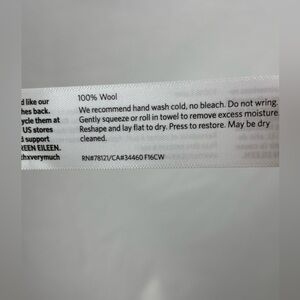 d like our
hes back.
ycle them at
US stores
d support
REEN EILEEN.
thxverymuch
100% Wool
We recommend hand wash cold, no bleach. Do not wring.
Gently squeeze or roll in towel to remove excess moisture.
Reshape and lay flat to dry. Press to restore. May be dry
cleaned.
RN#78121/CA#34460 F16CW